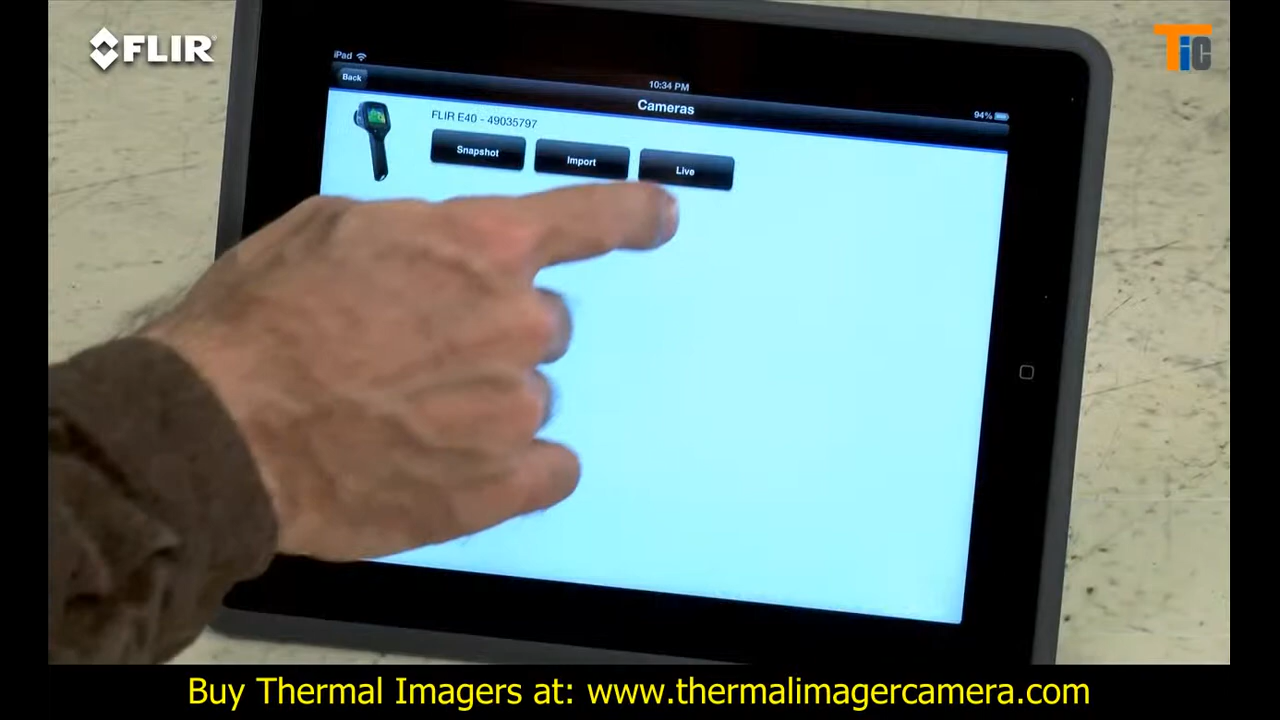 FLIR
TiC
iPad
10:34 PM
94%
Back
Cameras
FLIR E40 - 49035797
Snapshot
Import
Live
Buy Thermal Imagers at: www.thermalimagercamera.com